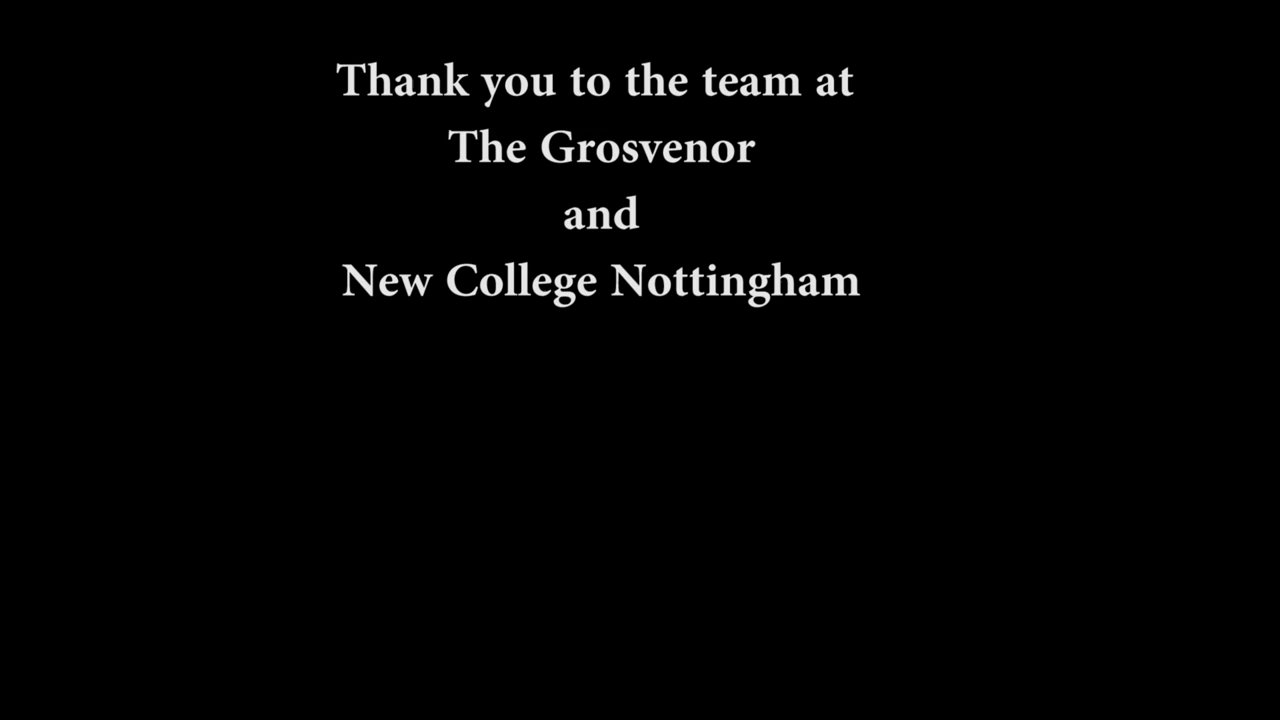 Thank you to the team at
The Grosvenor
and
New College Nottingham